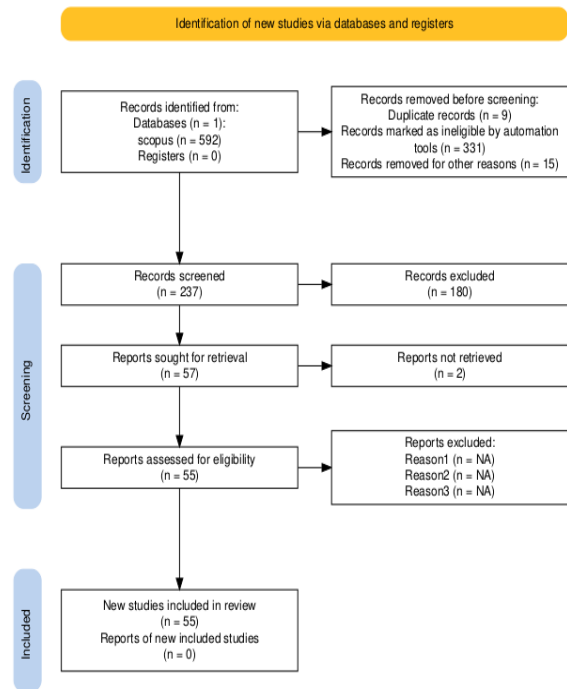 Identification of new studies via databases and registers
Identification
Records identified from:
Databases (n = 1):
scopus (n = 592)
Registers (n = 0)
Records removed before screening:
Duplicate records (n = 9)
Records marked as ineligible by automation
tools (n = 331)
Records removed for other reasons (n = 15)
Screening
Records screened
(n = 237)
Records excluded
(n = 180)
Reports sought for retrieval
(n = 57)
Reports not retrieved
(n = 2)
Reports assessed for eligibility
(n = 55)
Reports excluded:
Reason1 (n = NA)
Reason2 (n = NA)
Reason3 (n = NA)
Included
New studies included in review
(n = 55)
Reports of new included studies
(n = 0)